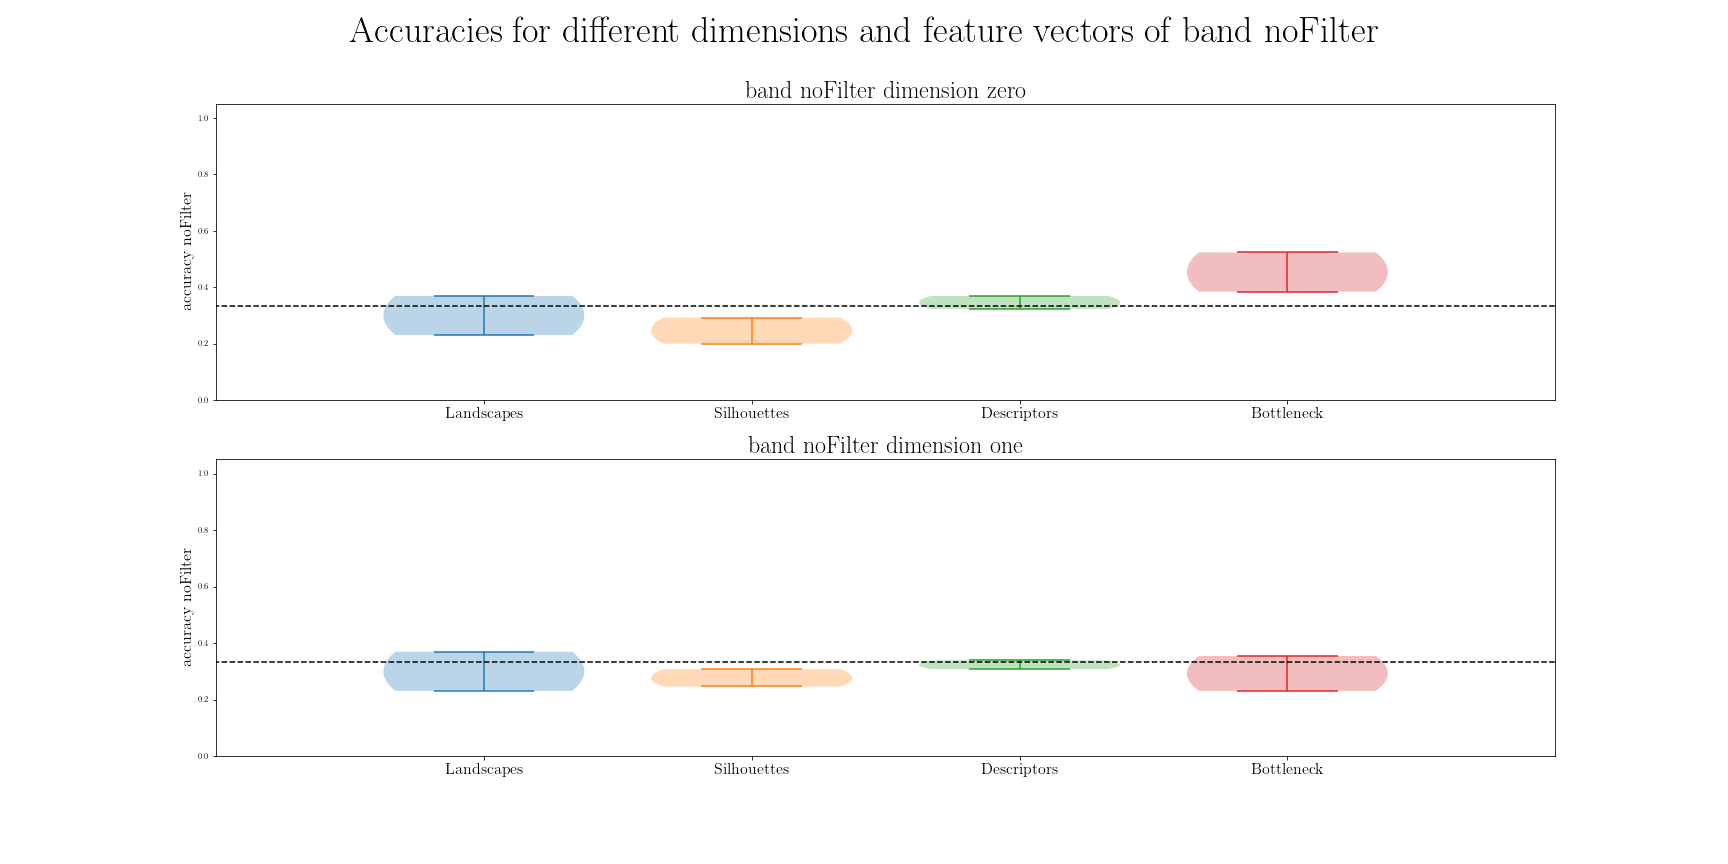 Accuracies for different dimensions and feature vectors of band noFilter
band noFilter dimension zero
accuracy noFilter
1.0
0.8
0.6
0.4
0.2
0.0
Landscapes Silhouettes Descriptors Bottleneck
band noFilter dimension one
accuracy noFilter
1.0
0.8
0.6
0.4
0.2
0.0
Landscapes Silhouettes Descriptors Bottleneck